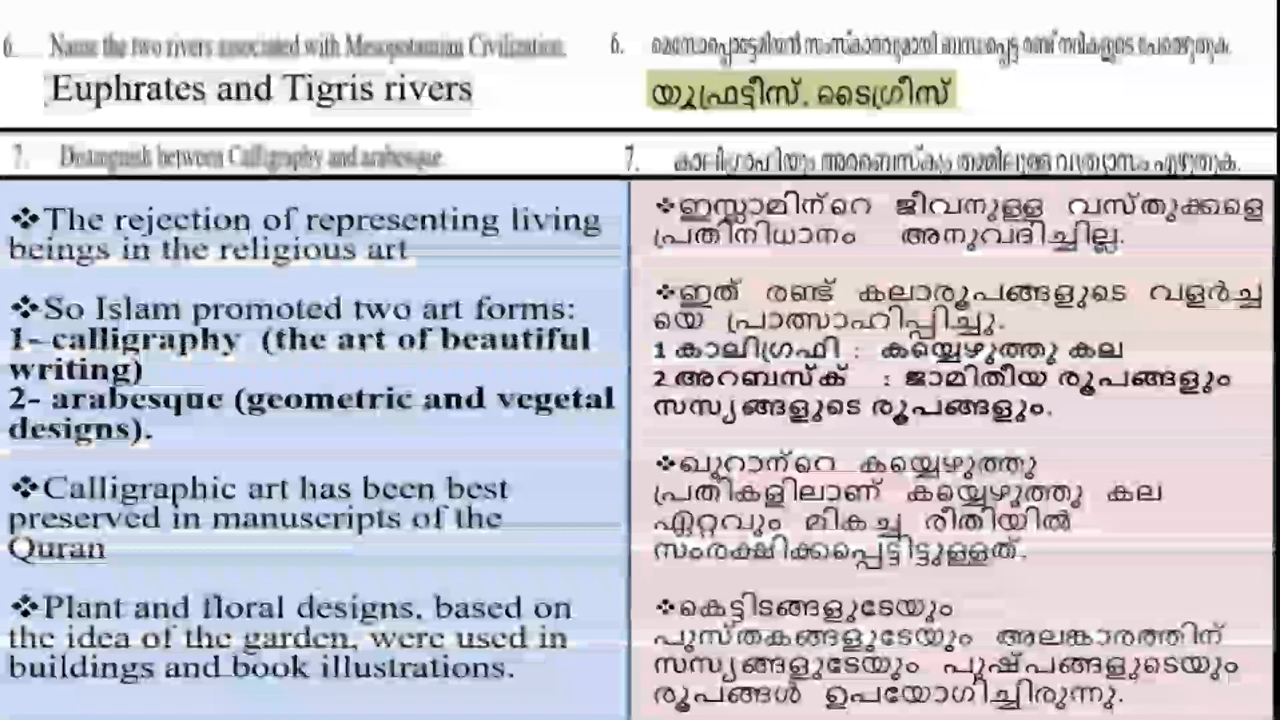 6. Name the two rivers associated with Mesopotamian Civilization.
Euphrates and Tigris rivers
6. മെസോപ്പൊട്ടേമിയൻ സംസ്കാരവുമായി ബന്ധപ്പെട്ട രണ്ട് നദികളുടെ പേരെഴുതുക.
യൂഫ്രട്ടീസ്, ടൈഗ്രീസ്
7. Distinguish between Calligraphy and arabesque.
7. കാലിഗ്രാഫിയും അറബെസ്ക്കും തമ്മിലുള്ള വ്യത്യാസം എഴുതുക.
❖The rejection of representing living
beings in the religious art
❖So Islam promoted two art forms:
1- calligraphy (the art of beautiful
writing)
2- arabesque (geometric and vegetal
designs).
❖Calligraphic art has been best
preserved in manuscripts of the
Quran
❖Plant and floral designs, based on
the idea of the garden, were used in
buildings and book illustrations.
❖ഇസ്ലാമിന്റെ ജീവനുള്ള വസ്തുക്കളെ
പ്രതിനിധാനം അനുവദിച്ചില്ല.
❖ഇത് രണ്ട് കലാരൂപങ്ങളുടെ വളർച്ച
യെ പ്രാത്സാഹിപ്പിച്ചു.
1 കാലിഗ്രഫി : കയ്യെഴുത്തു കല
2 അറബസ്ക് : ജാമിതീയ രൂപങ്ങളും
സസ്യങ്ങളുടെ രൂപങ്ങളും.
❖ഖുറാന്റെ കയ്യെഴുത്തു
പ്രതികളിലാണ് കയ്യെഴുത്തു കല
ഏറ്റവും മികച്ച രീതിയിൽ
സംരക്ഷിക്കപ്പെട്ടിട്ടുള്ളത്.
❖കെട്ടിടങ്ങളുടേയും
പുസ്തകങ്ങളുടേയും അലങ്കാരത്തിന്
സസ്യങ്ങളുടേയും പുഷ്പങ്ങളുടെയും
രൂപങ്ങൾ ഉപയോഗിച്ചിരുന്നു.